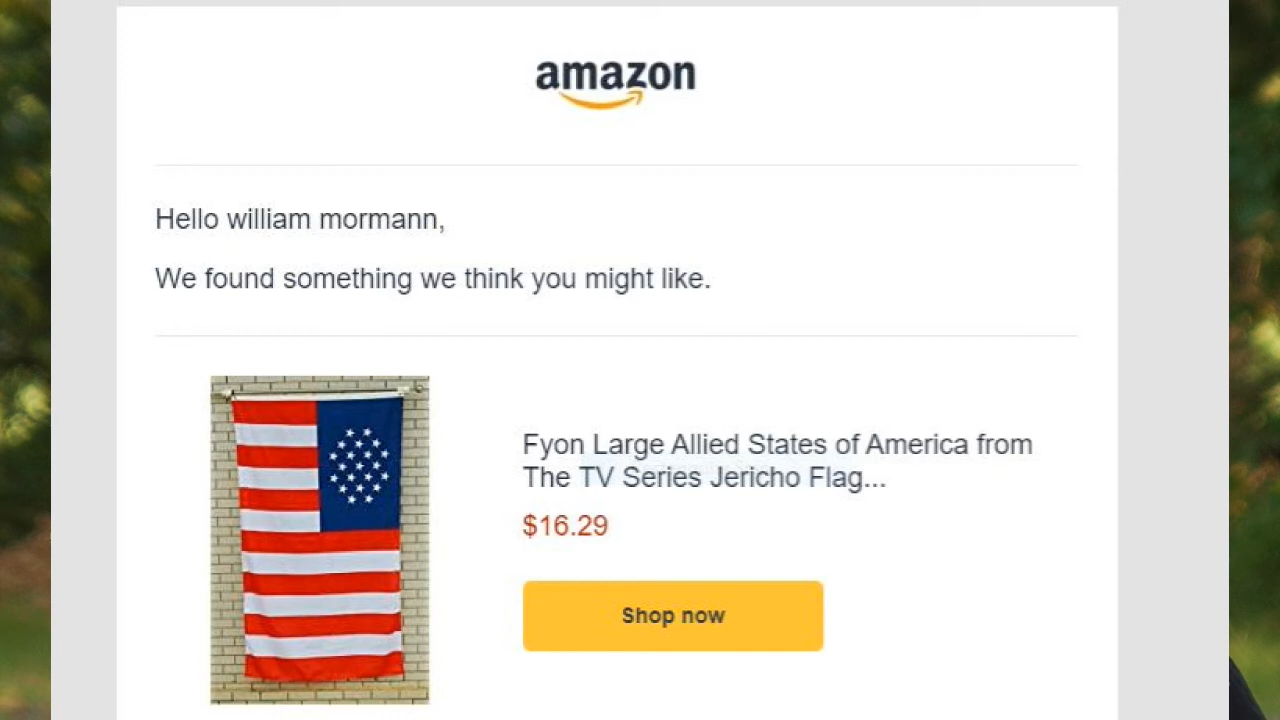 amazon
Hello william mormann,
We found something we think you might like.
Fyon Large Allied States of America from
The TV Series Jericho Flag...
$16.29
Shop now